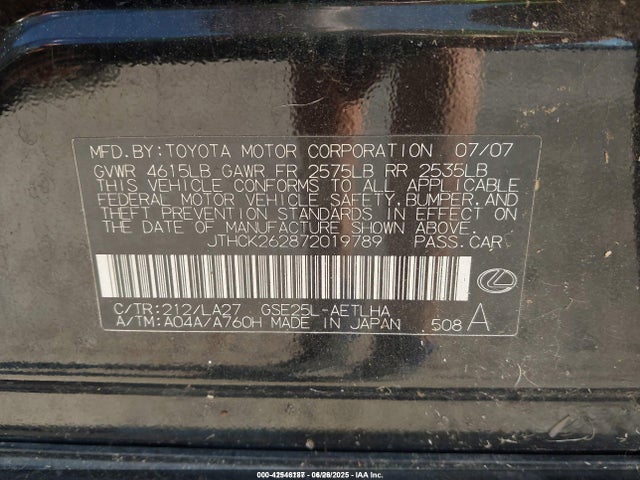 MFD.BY:TOYOTA MOTOR CORPORATION 07/07
GVWR 4615LB GAWR FR 2575LB RR 2535LB
THIS VEHICLE CONFORMS TO ALL APPLICABLE
FEDERAL MOTOR VEHICLE SAFETY,BUMPER,AND
THEFT PREVENTION STANDARDS IN EFFECT ON
THE DATE OF MANUFACTURE SHOWN ABOVE.
JTHCK262872019789 PASS.CAR
C/TR:212/LA27 GSE25L-AETLHA
A/TM:A04A/A760H MADE IN JAPAN 508 A
06/26/2025 - IAA Inc.